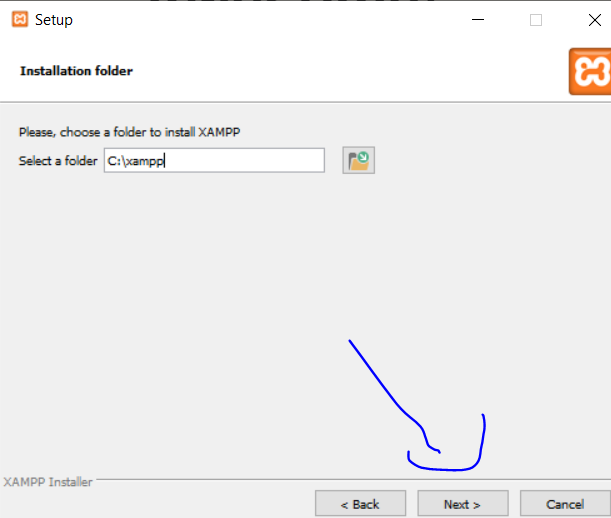 Setup
Installation folder
Please, choose a folder to install XAMPP
Select a folder C:\xampp
XAMPP Installer
< Back Next > Cancel